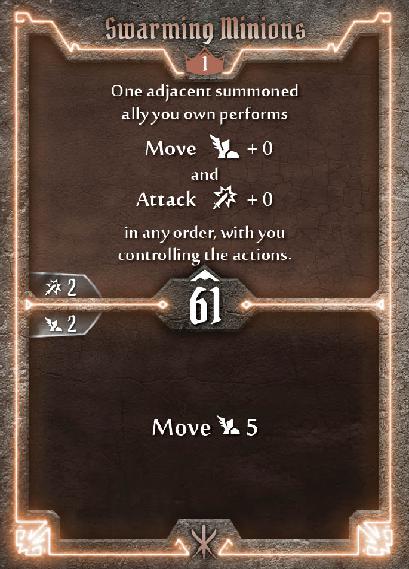 Swarming Minions
1
One adjacent summoned
ally you own performs
Move + 0
and
Attack + 0
in any order, with you
controlling the actions.
2
61
2
Move 5